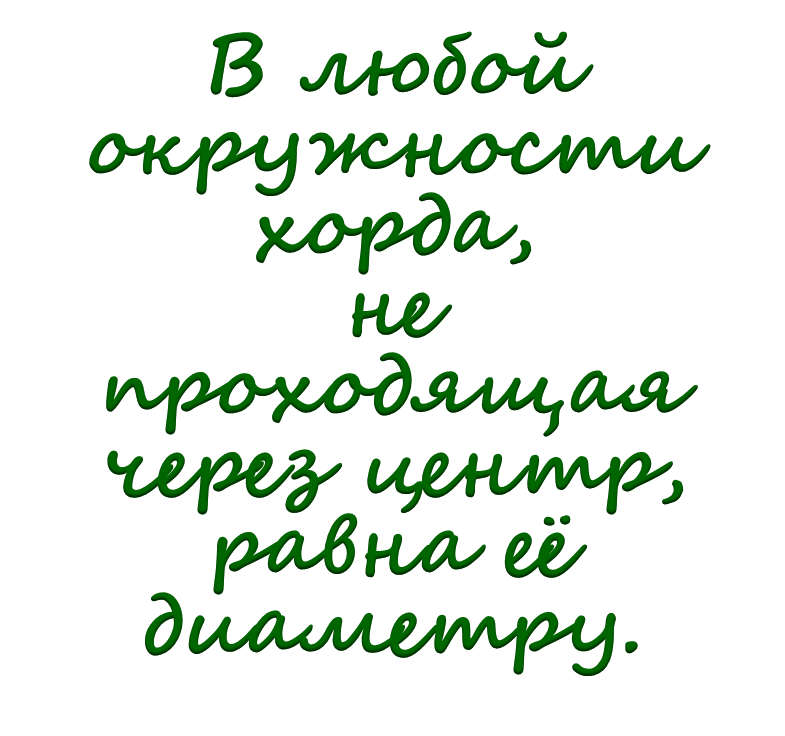 В любой
окружности
хорда,
не
проходящая
через центр,
равна её
диаметру.